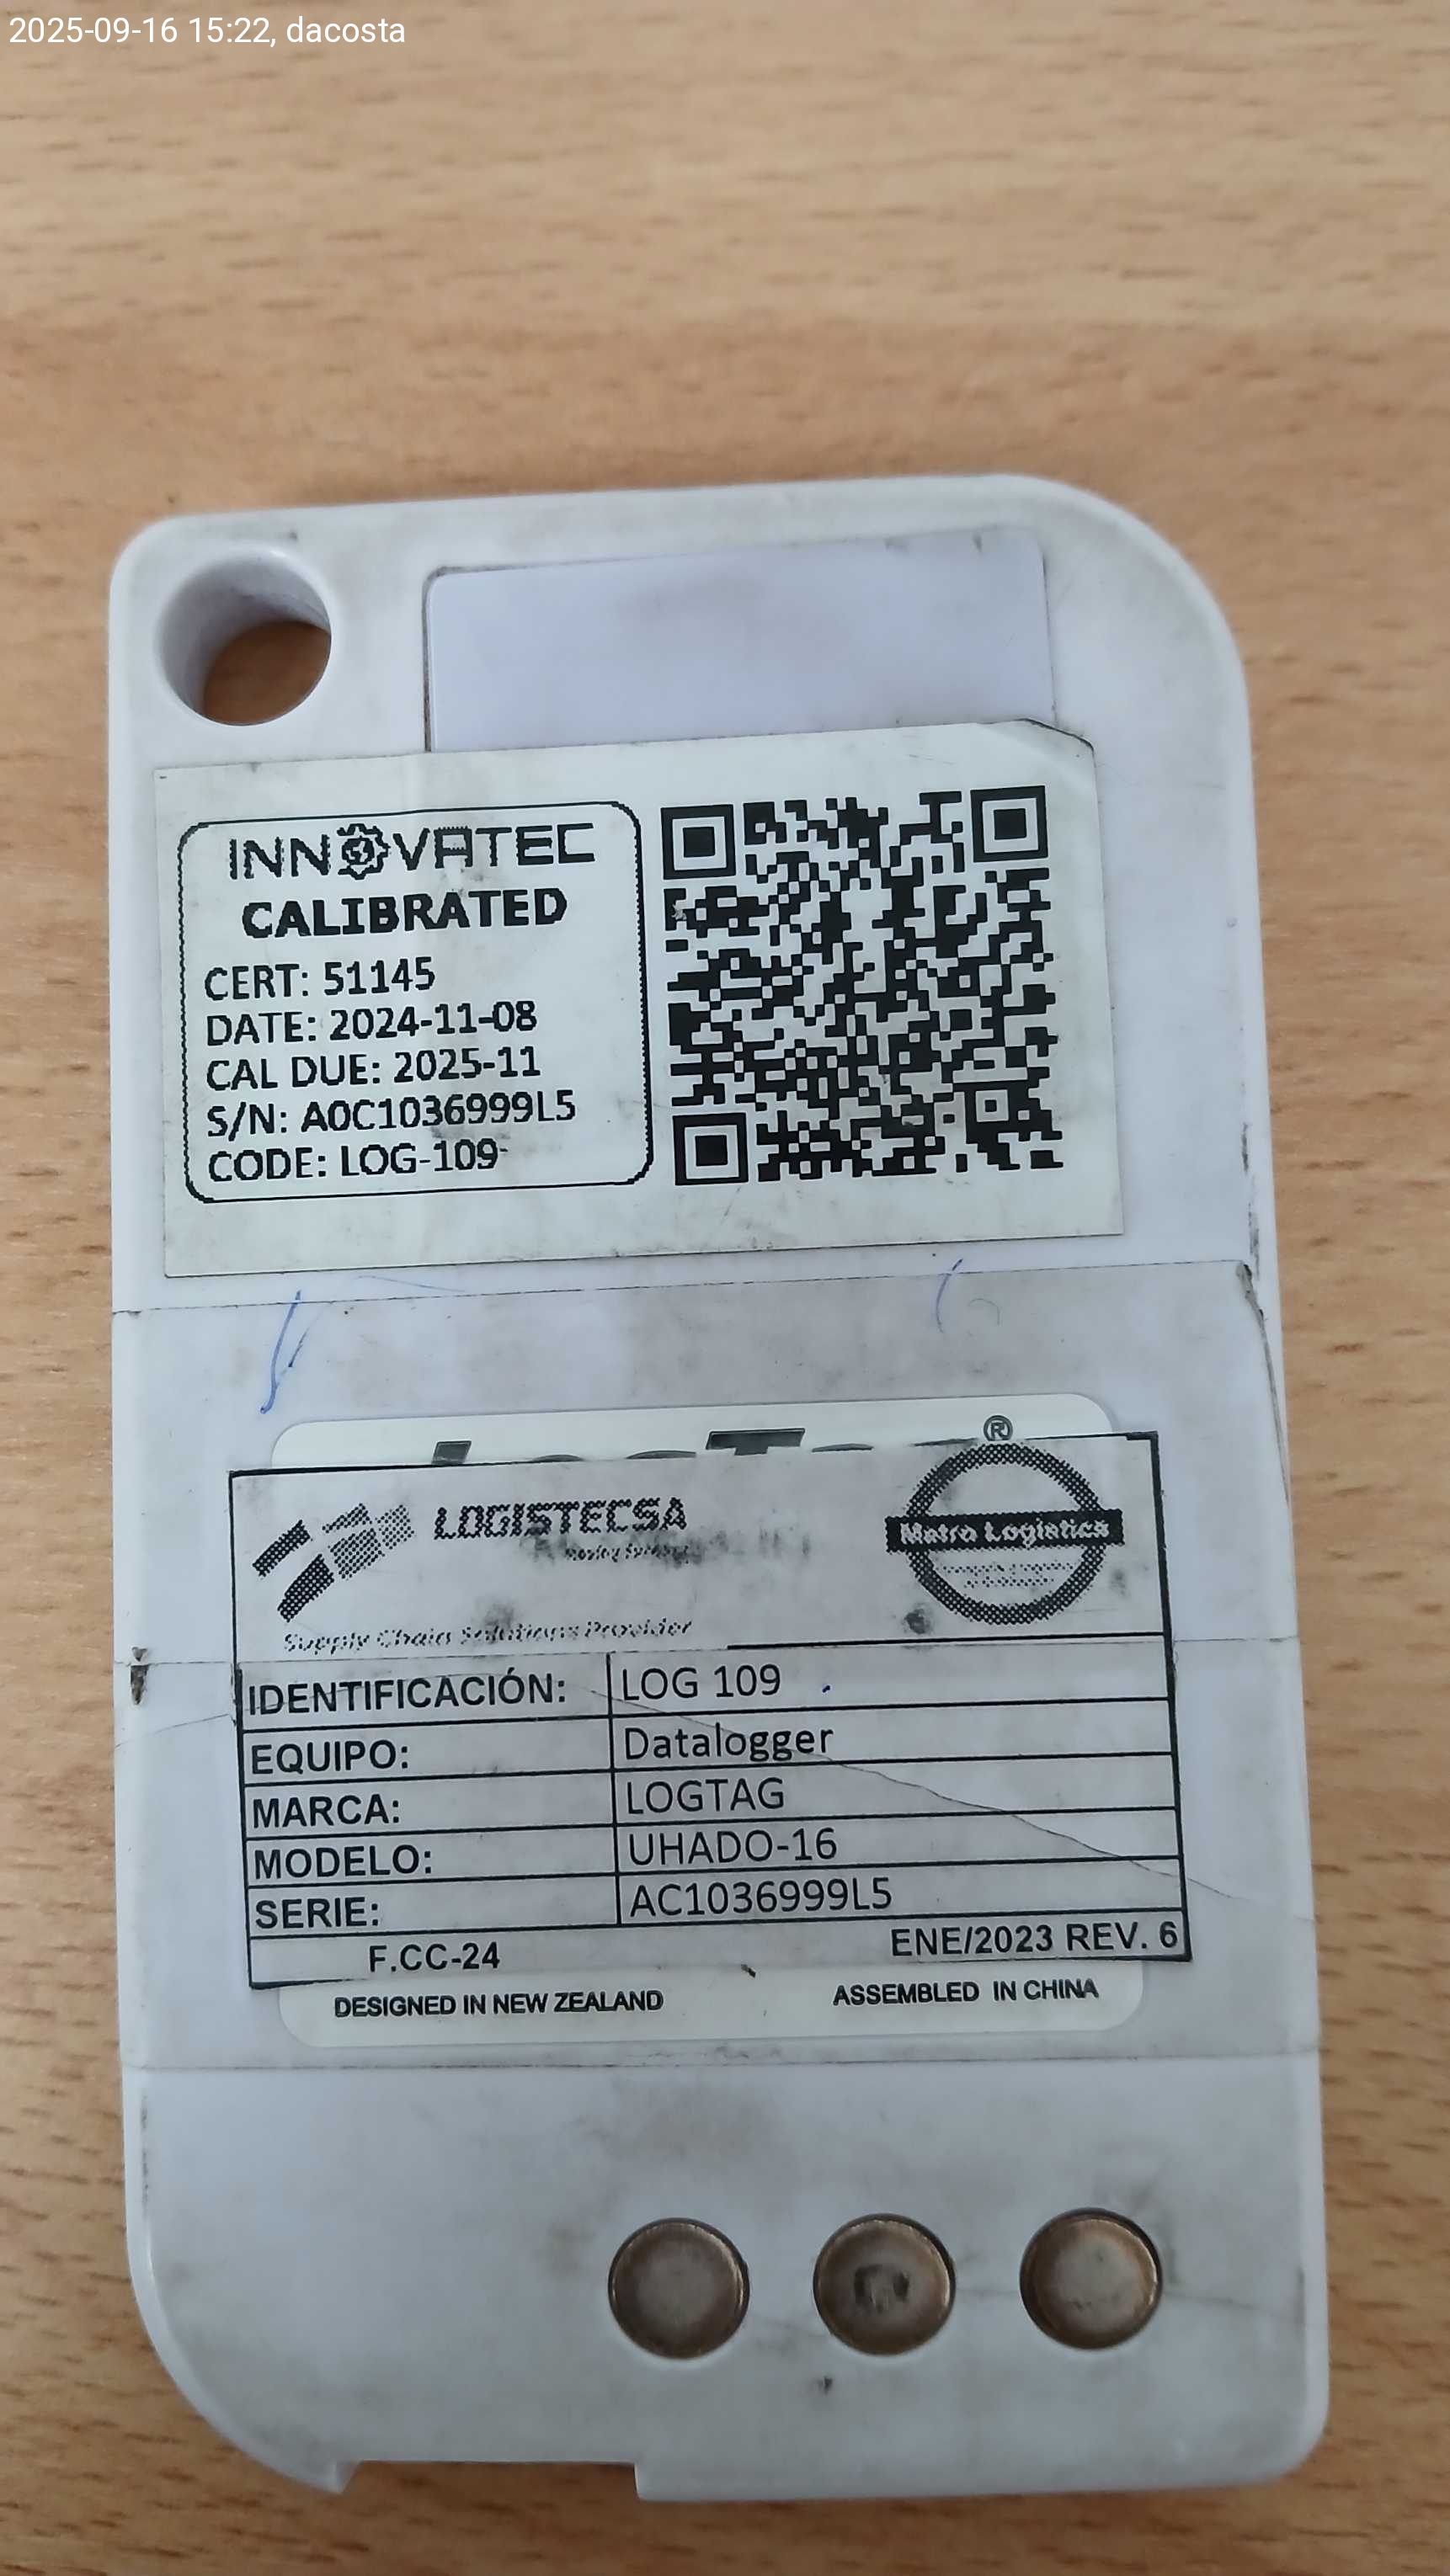 2025-09-16 15:22, dacosta
INNOVATEC
CALIBRATED
CERT: 51145
DATE: 2024-11-08
CAL DUE: 2025-11
S/N: A0C1036999L5
CODE: LOG-109
®
LOGISTECSA
Supply Chain Solutions Provider
Metro Logistics
IDENTIFICACIÓN: LOG 109
EQUIPO: Datalogger
MARCA: LOGTAG
MODELO: UHADO-16
SERIE: AC1036999L5
F.CC-24 ENE/2023 REV. 6
DESIGNED IN NEW ZEALAND ASSEMBLED IN CHINA